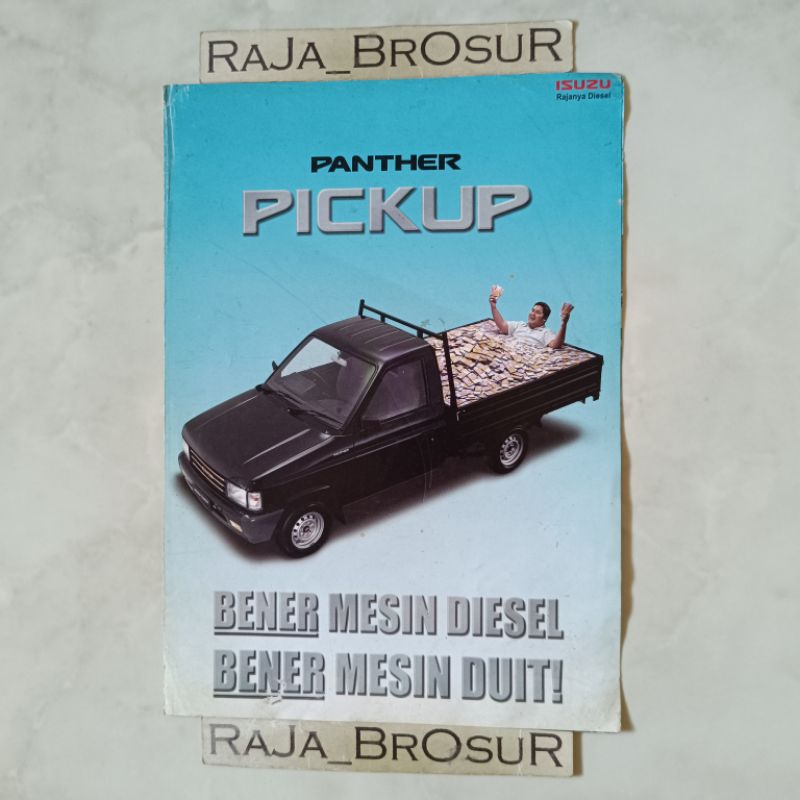 RAJA_BROSUR
ISUZU
Rajanya Diesel
PANTHER
PICKUP
BENER MESIN DIESEL
BENER MESIN DUIT!
RAJA_BROSUR